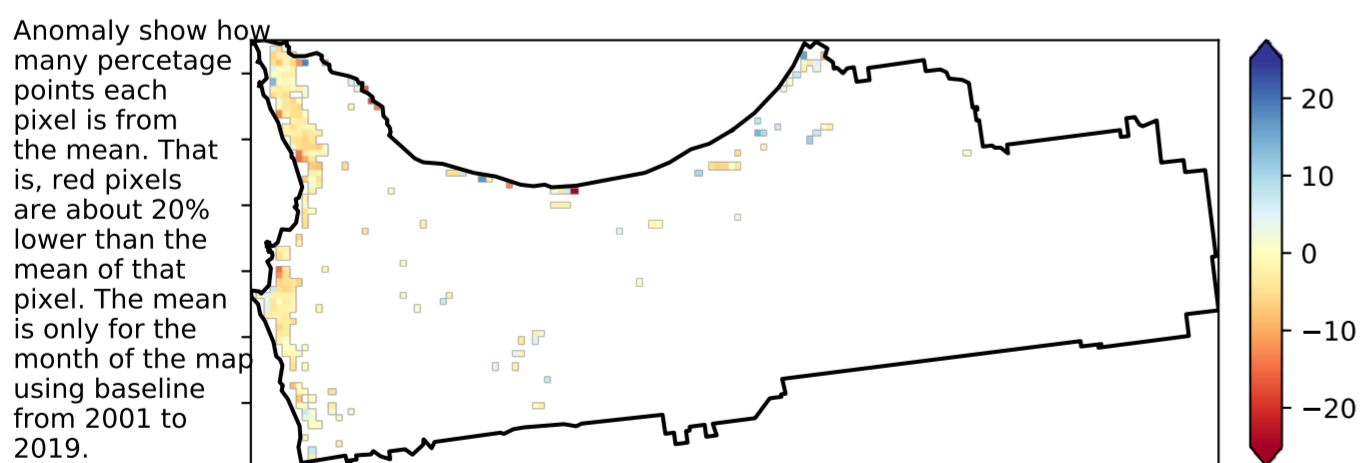 Anomaly show how
many percetage
points each
pixel is from
the mean. That
is, red pixels
are about 20%
lower than the
mean of that
pixel. The mean
is only for the
month of the map
using baseline
from 2001 to
2019.
20
10
0
−10
−20